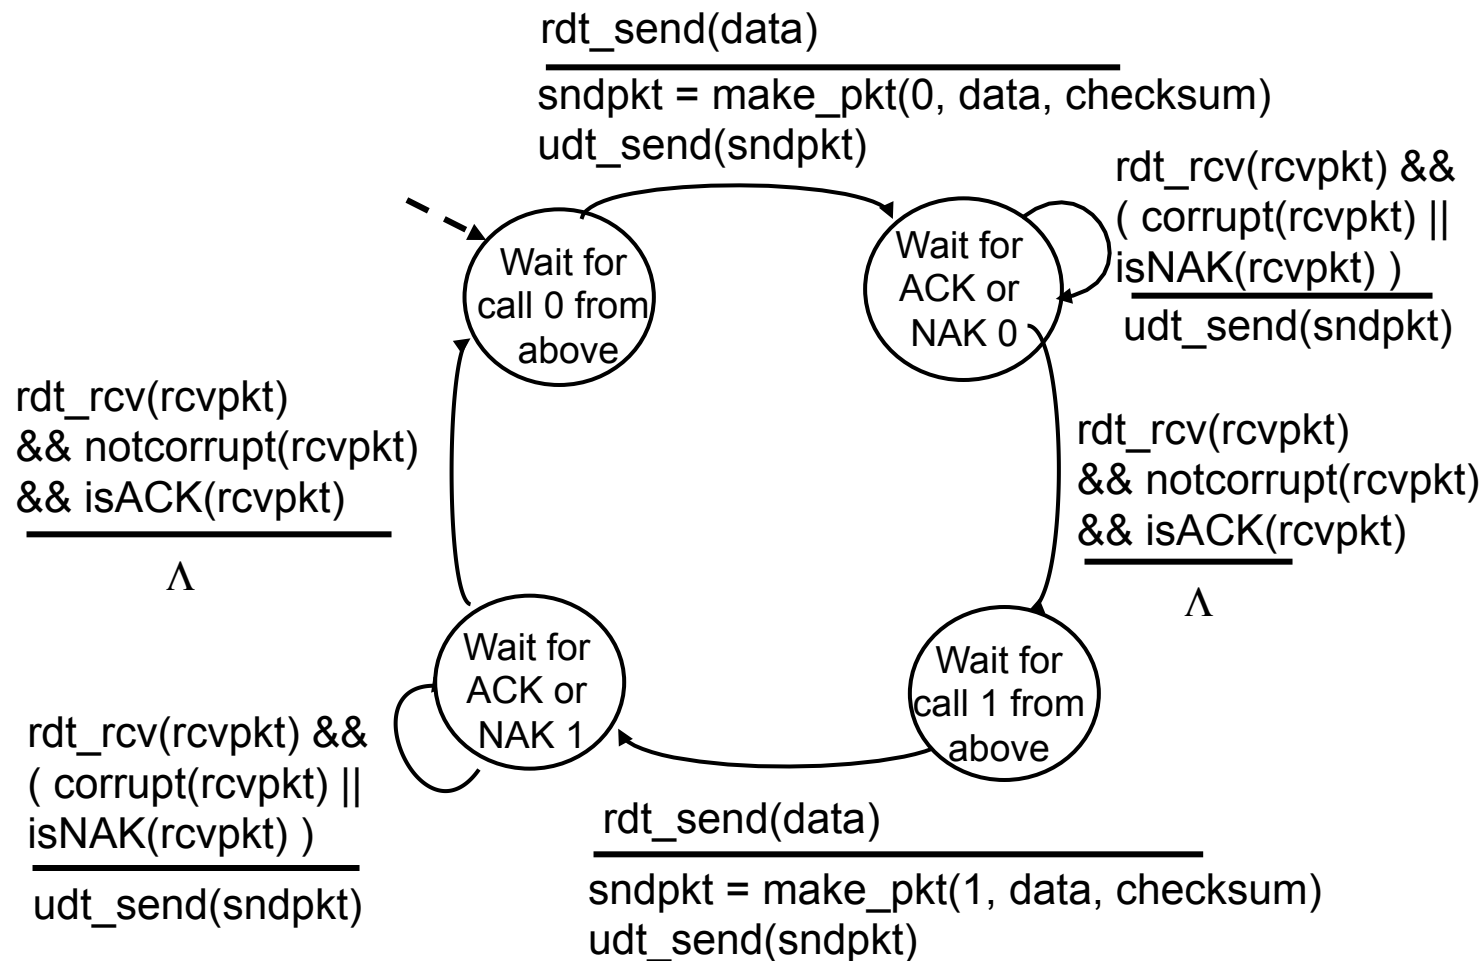 rdt_send(data)
sndpkt = make_pkt(0, data, checksum)
udt_send(sndpkt)
Wait for
call 0 from
above
Wait for
ACK or
NAK 0
rdt_rcv(rcvpkt) &&
( corrupt(rcvpkt) ||
isNAK(rcvpkt) )
udt_send(sndpkt)
rdt_rcv(rcvpkt)
&& notcorrupt(rcvpkt)
&& isACK(rcvpkt)
Λ
rdt_rcv(rcvpkt)
&& notcorrupt(rcvpkt)
&& isACK(rcvpkt)
Λ
Wait for
ACK or
NAK 1
Wait for
call 1 from
above
rdt_rcv(rcvpkt) &&
( corrupt(rcvpkt) ||
isNAK(rcvpkt) )
udt_send(sndpkt)
rdt_send(data)
sndpkt = make_pkt(1, data, checksum)
udt_send(sndpkt)